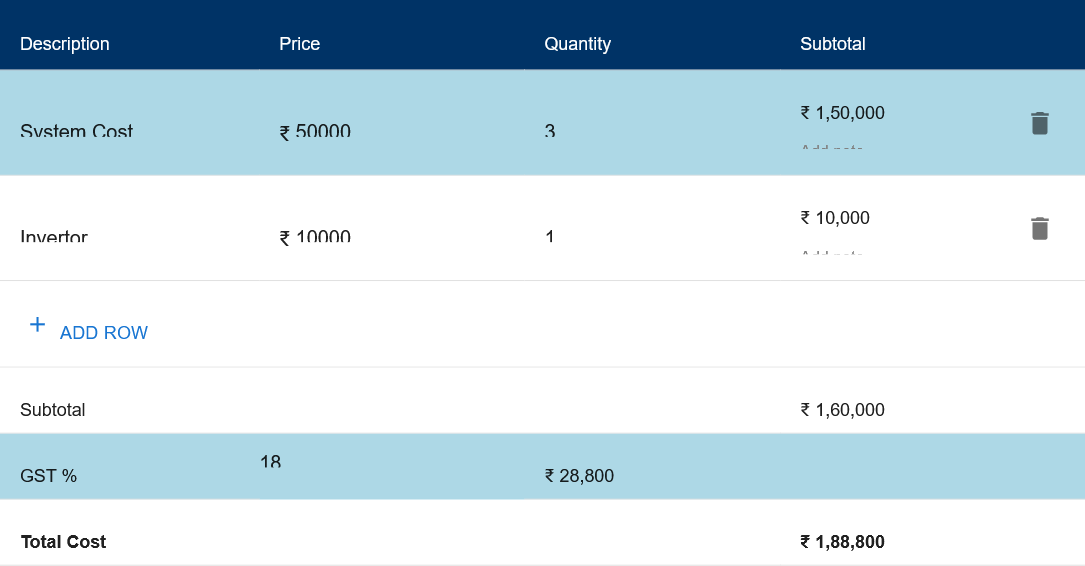 Description Price Quantity Subtotal
System Cost ₹ 50000 3 ₹ 1,50,000
Add note
Invertor ₹ 10000 1 ₹ 10,000
Add note
+ ADD ROW
Subtotal ₹ 1,60,000
GST % 18 ₹ 28,800
Total Cost ₹ 1,88,800